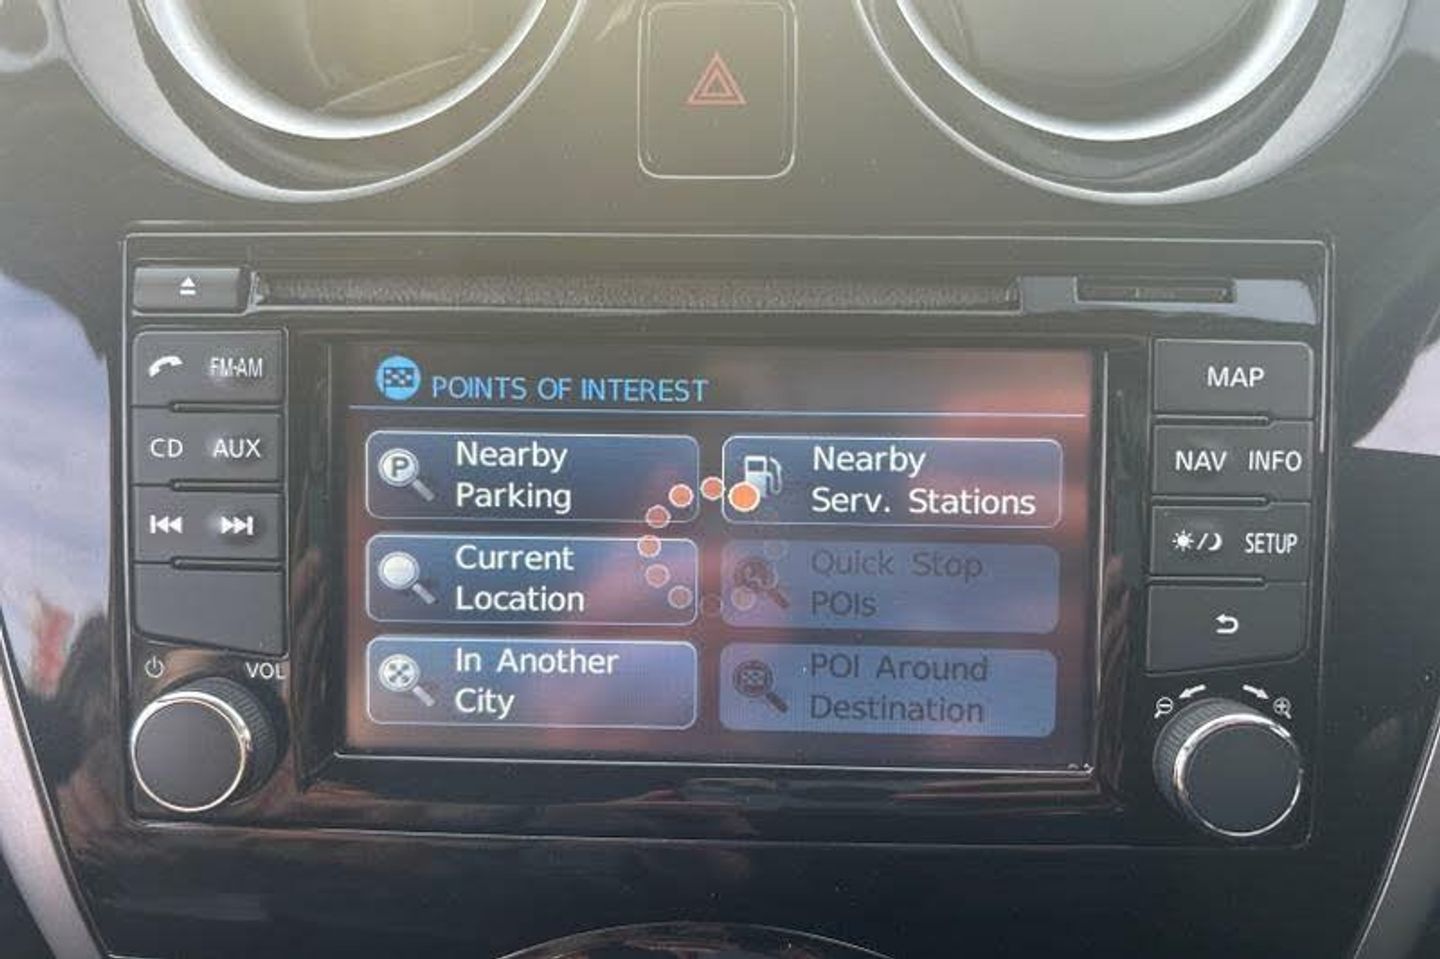 POINTS OF INTEREST
FM·AM
MAP
CD AUX
Nearby
Parking
Nearby
Serv. Stations
NAV INFO
Current
Location
Quick Stop
POIs
SETUP
In Another
City
POI Around
Destination
VOL